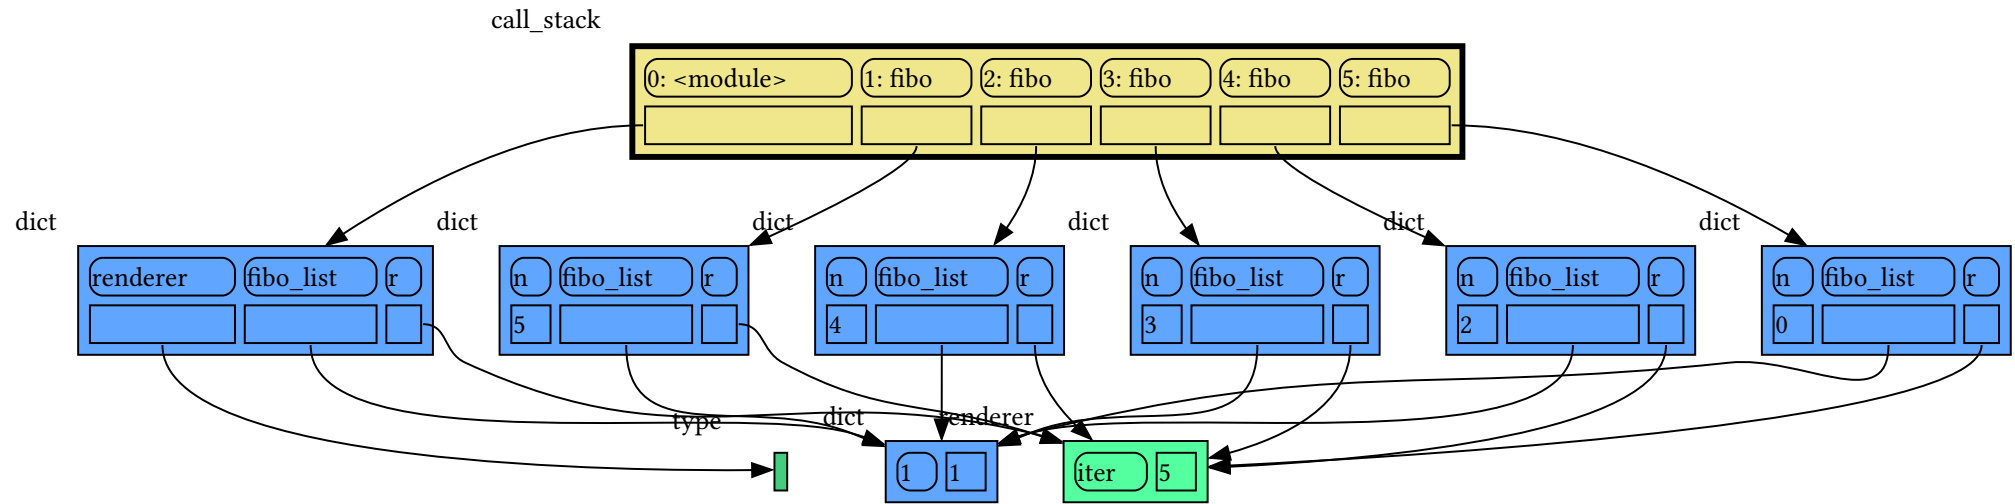 call_stack
0: <module> 1: fibo 2: fibo 3: fibo 4: fibo 5: fibo
dict dict dict dict dict dict
renderer fibo_list r n fibo_list r n fibo_list r n fibo_list r n fibo_list r n fibo_list r
5 4 3 2 0
type dict renderer
1 1 iter 5